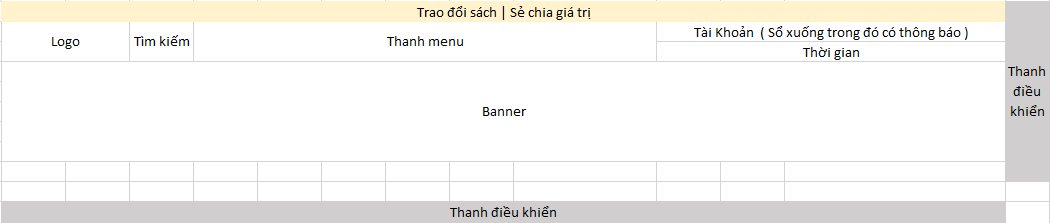 Trao đổi sách | Sẻ chia giá trị
Logo
Tìm kiếm
Thanh menu
Tài Khoản ( Sổ xuống trong đó có thông báo )
Thời gian
Banner
Thanh
điều
khiển
Thanh điều khiển